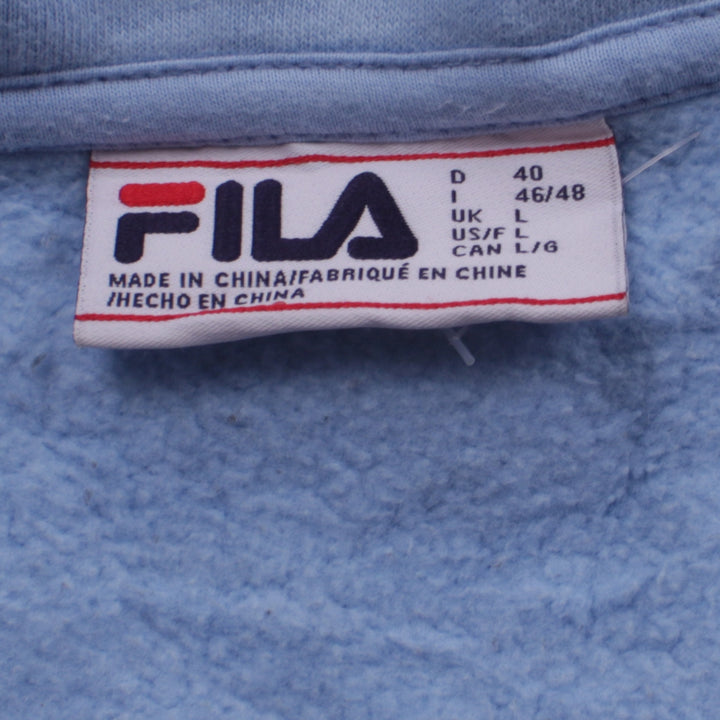 FILA
D 40
I 46/48
UK L
US/F L
CAN L/G
MADE IN CHINA/FABRIQUÉ EN CHINE
/HECHO EN CHINA